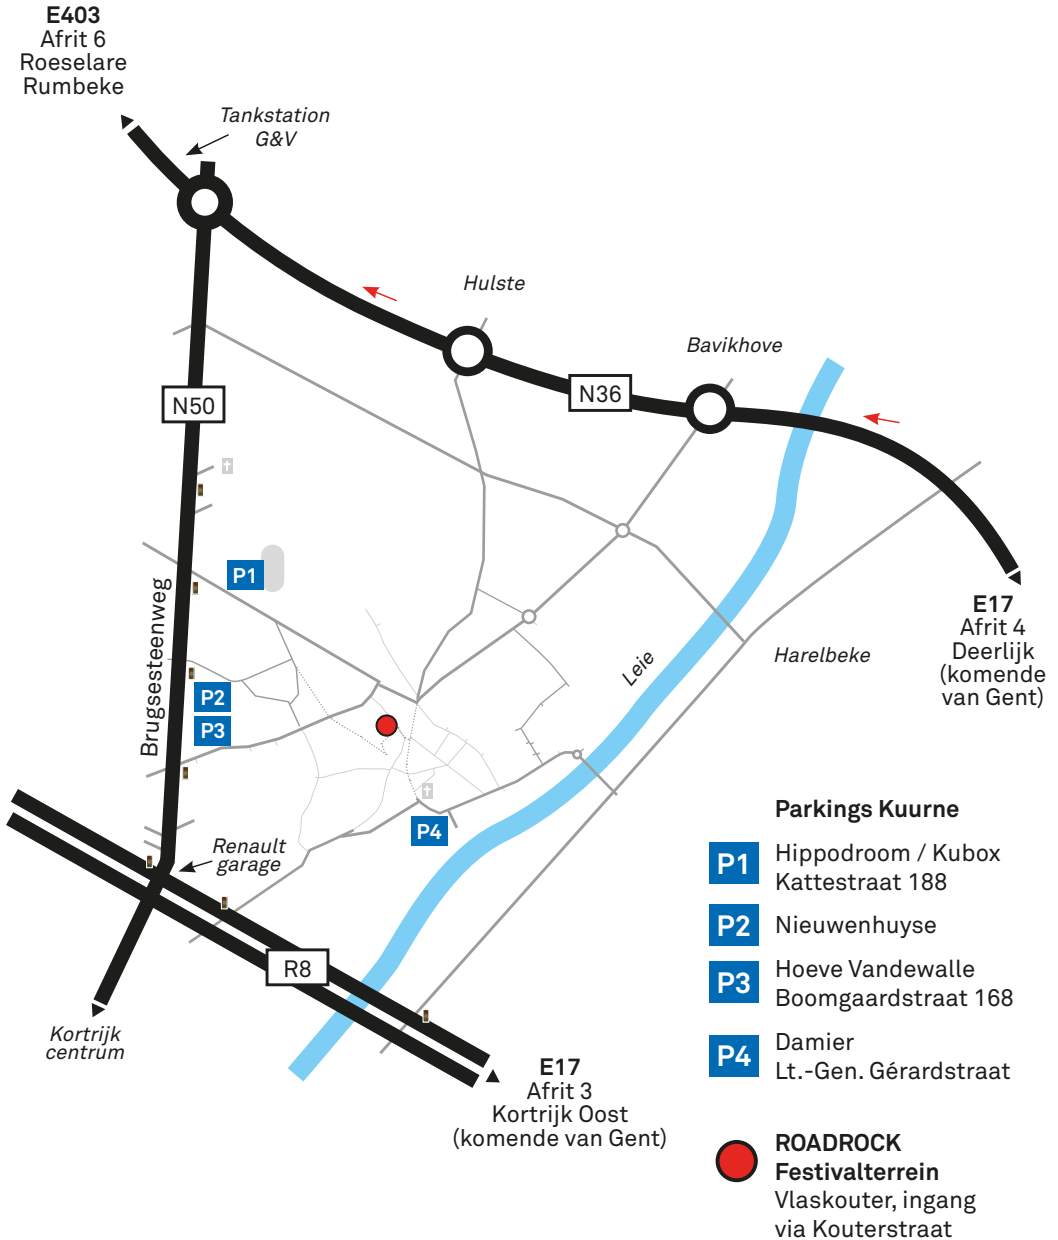 E403
Afrit 6
Roeselare
Rumbeke
Tankstation
G&V
Hulste
Bavikhove
N36
N50
Brugsesteenweg
P1
P2
P3
P4
Leie
Harelbeke
E17
Afrit 4
Deerlijk
(komende
van Gent)
Renault
garage
R8
Kortrijk
centrum
E17
Afrit 3
Kortrijk Oost
(komende van Gent)
Parkings Kuurne
P1 Hippodroom / Kubox
Kattestraat 188
P2 Nieuwenhuyse
P3 Hoeve Vandewalle
Boomgaardstraat 168
P4 Damier
Lt.-Gen. Gérardstraat
ROADROCK
Festivalterrein
Vlaskouter, ingang
via Kouterstraat